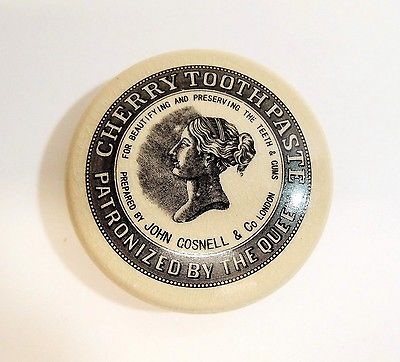 CHERRY TOOTH PASTE
PATRONIZED BY THE QUEEN
FOR BEAUTIFYING AND PRESERVING THE TEETH & GUMS
PREPARED BY JOHN GOSNELL & Co LONDON